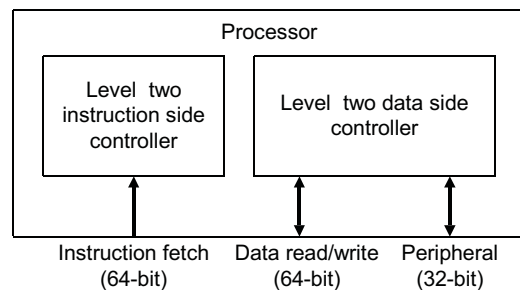 Processor
Level two
instruction side
controller
Level two data side
controller
Instruction fetch
(64-bit)
Data read/write
(64-bit)
Peripheral
(32-bit)